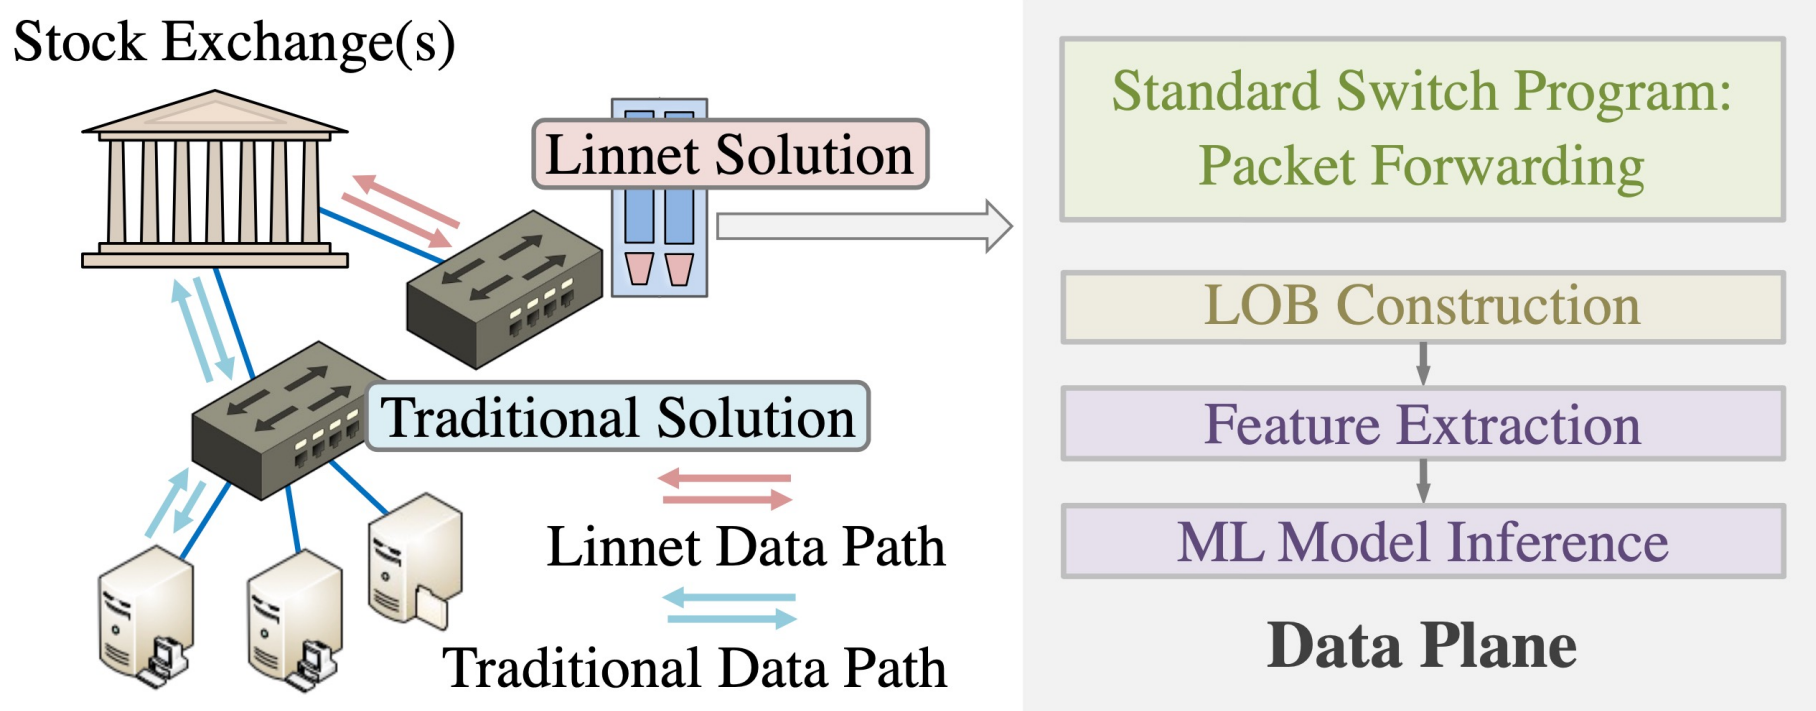 Stock Exchange(s)
Linnet Solution
Traditional Solution
Linnet Data Path
Traditional Data Path
Standard Switch Program:
Packet Forwarding
LOB Construction
Feature Extraction
ML Model Inference
Data Plane